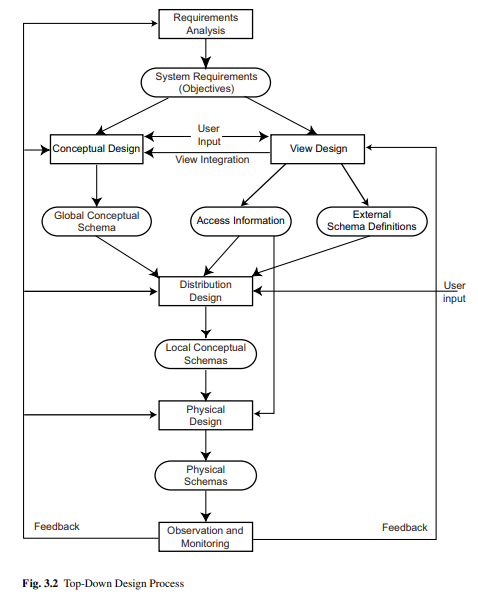 Requirements
Analysis
System Requirements
(Objectives)
User
Input
Conceptual Design
View Design
View Integration
Global Conceptual
Schema
Access Information
External
Schema Definitions
Distribution
Design
User
input
Local Conceptual
Schemas
Physical
Design
Physical
Schemas
Feedback
Observation and
Monitoring
Feedback
Fig. 3.2 Top-Down Design Process